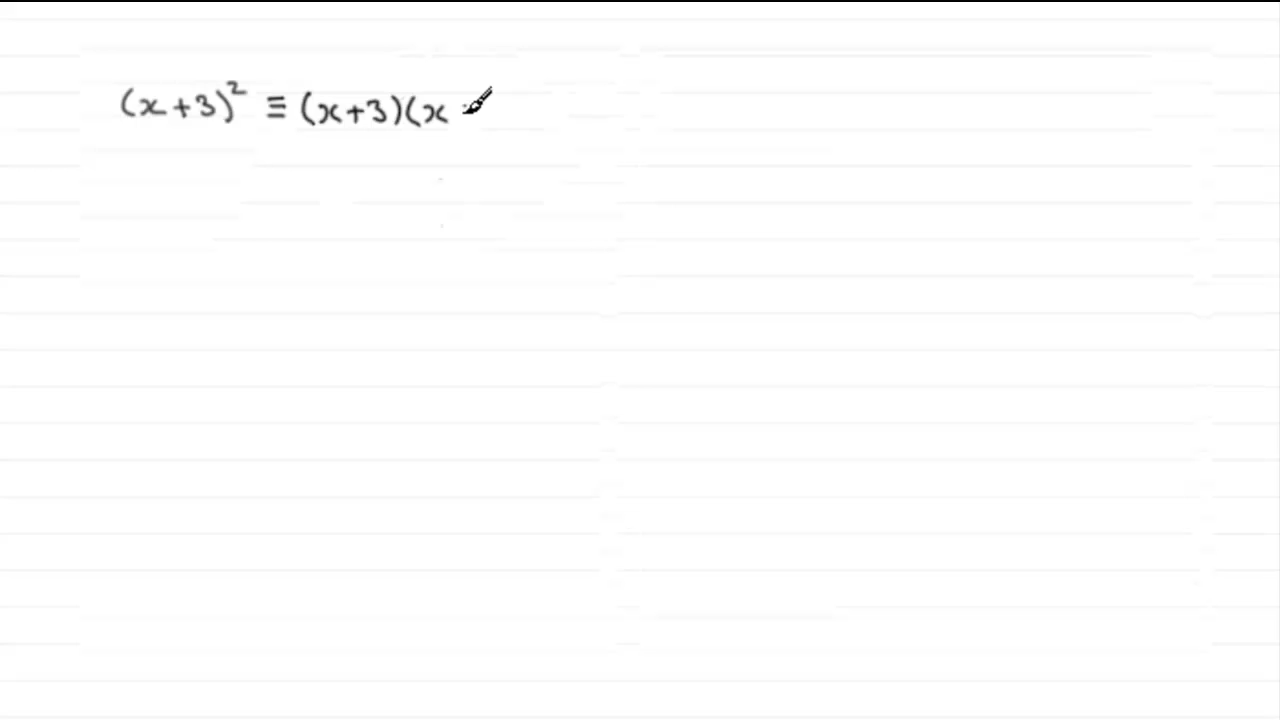 (x+3)² ≡ (x+3)(x